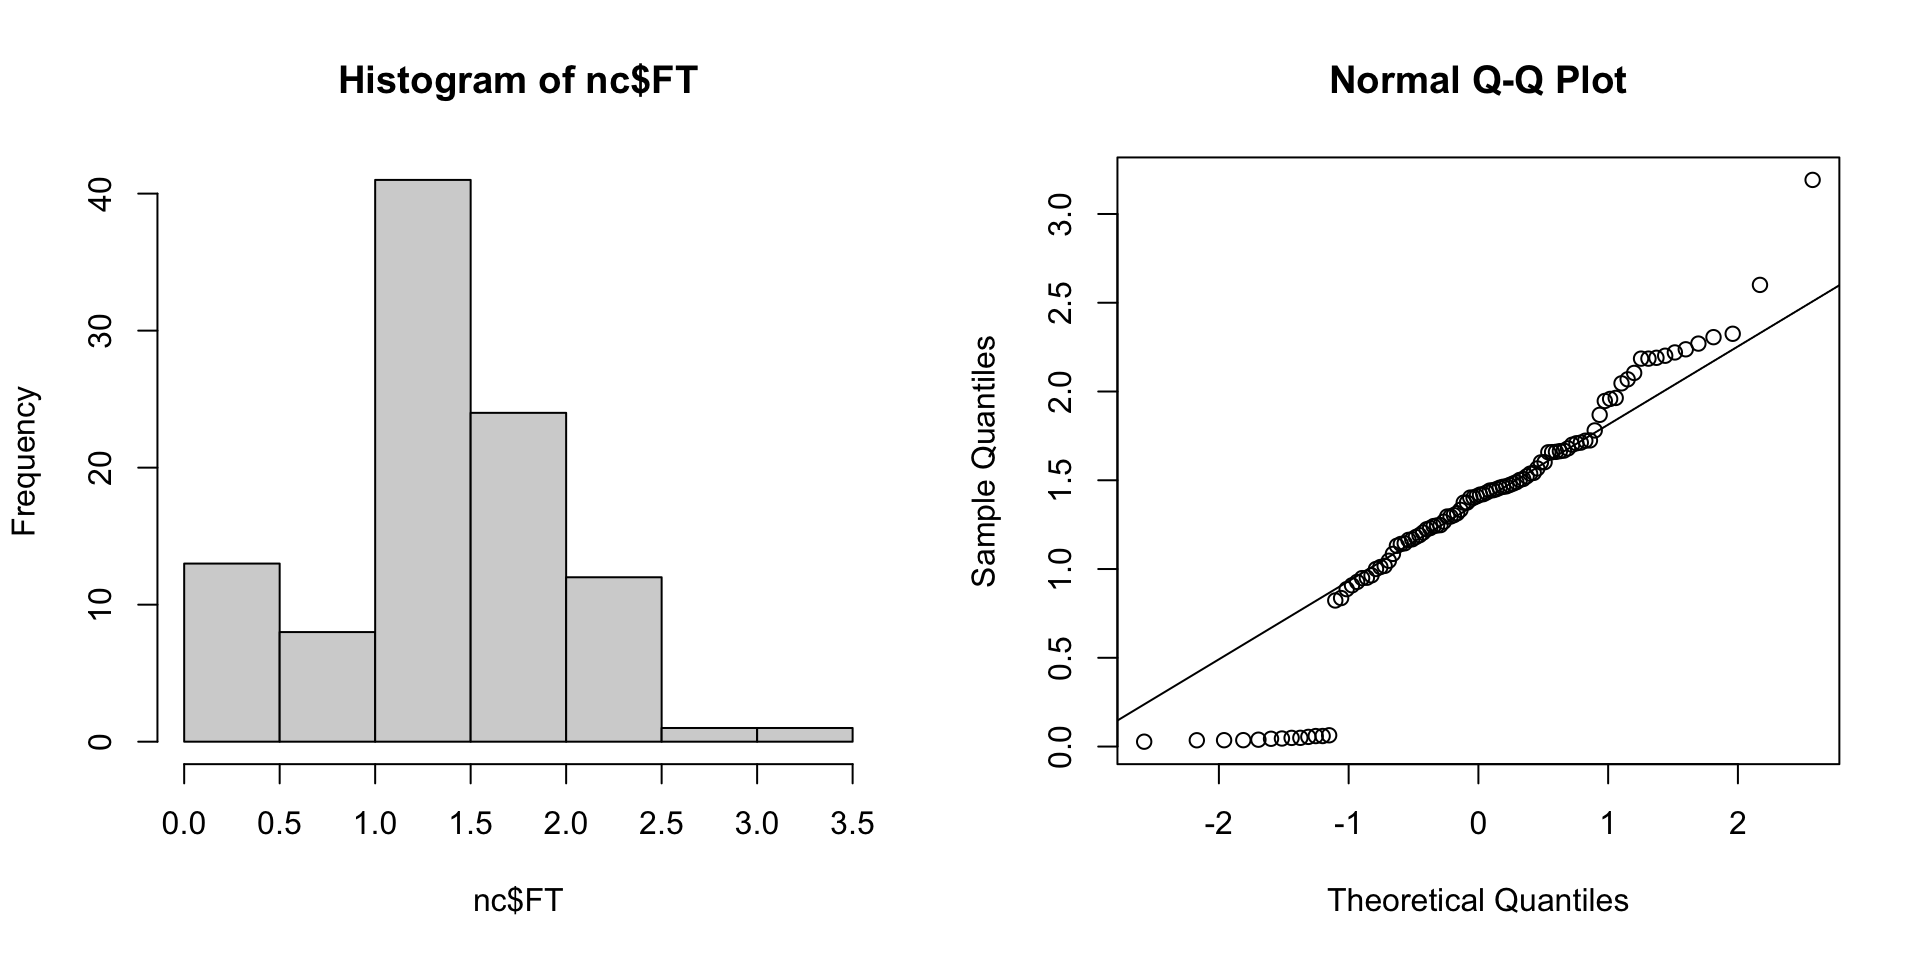 Histogram of nc$FT
Frequency
40
30
20
10
0
0.0 0.5 1.0 1.5 2.0 2.5 3.0 3.5
nc$FT
Normal Q-Q Plot
Sample Quantiles
3.0
2.5
2.0
1.5
1.0
0.5
0.0
-2 -1 0 1 2
Theoretical Quantiles